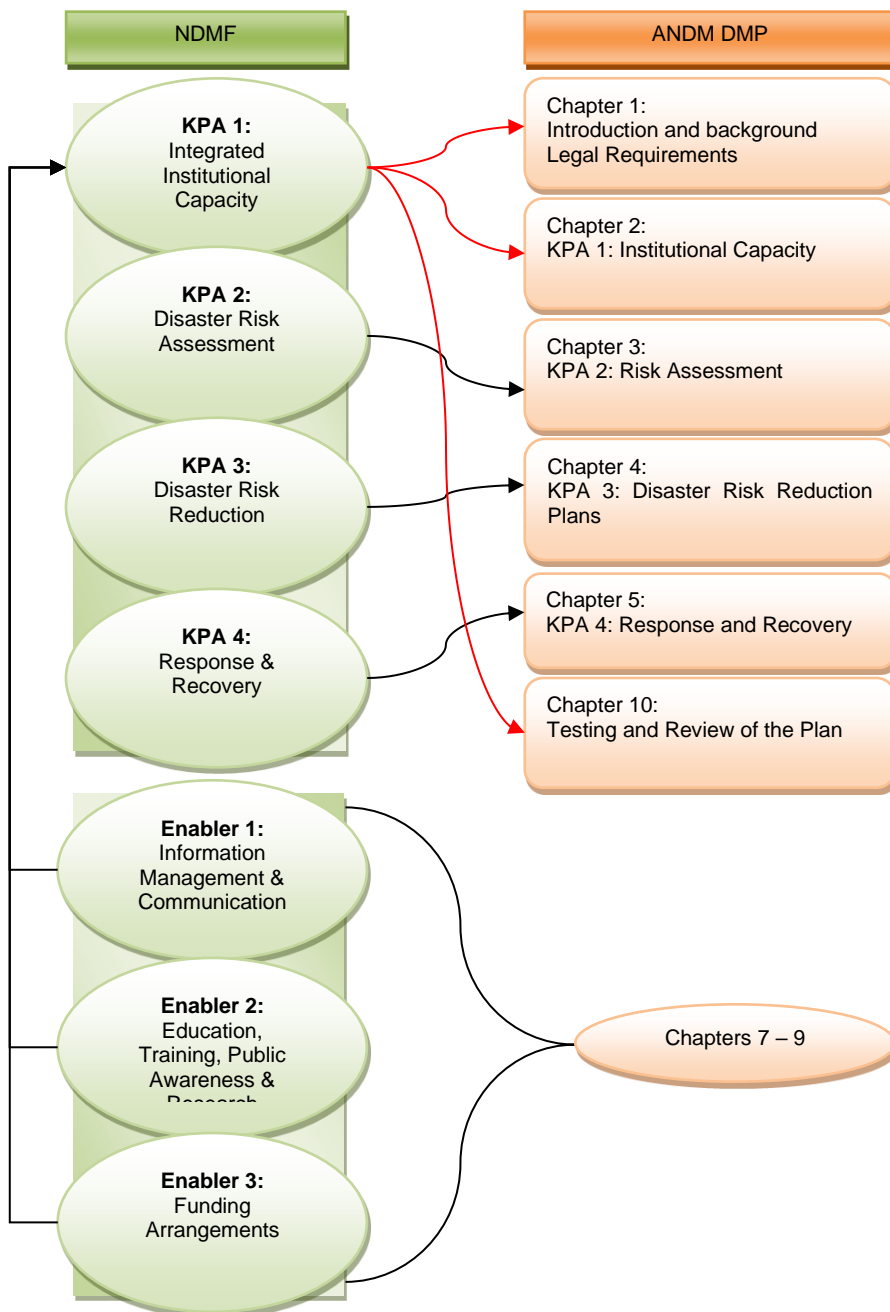 NDMF
KPA 1:
Integrated
Institutional
Capacity
KPA 2:
Disaster Risk
Assessment
KPA 3:
Disaster Risk
Reduction
KPA 4:
Response &
Recovery
Enabler 1:
Information
Management &
Communication
Enabler 2:
Education,
Training, Public
Awareness &
Research
Enabler 3:
Funding
Arrangements
ANDM DMP
Chapter 1:
Introduction and background
Legal Requirements
Chapter 2:
KPA 1: Institutional Capacity
Chapter 3:
KPA 2: Risk Assessment
Chapter 4:
KPA 3: Disaster Risk Reduction
Plans
Chapter 5:
KPA 4: Response and Recovery
Chapter 10:
Testing and Review of the Plan
Chapters 7 – 9